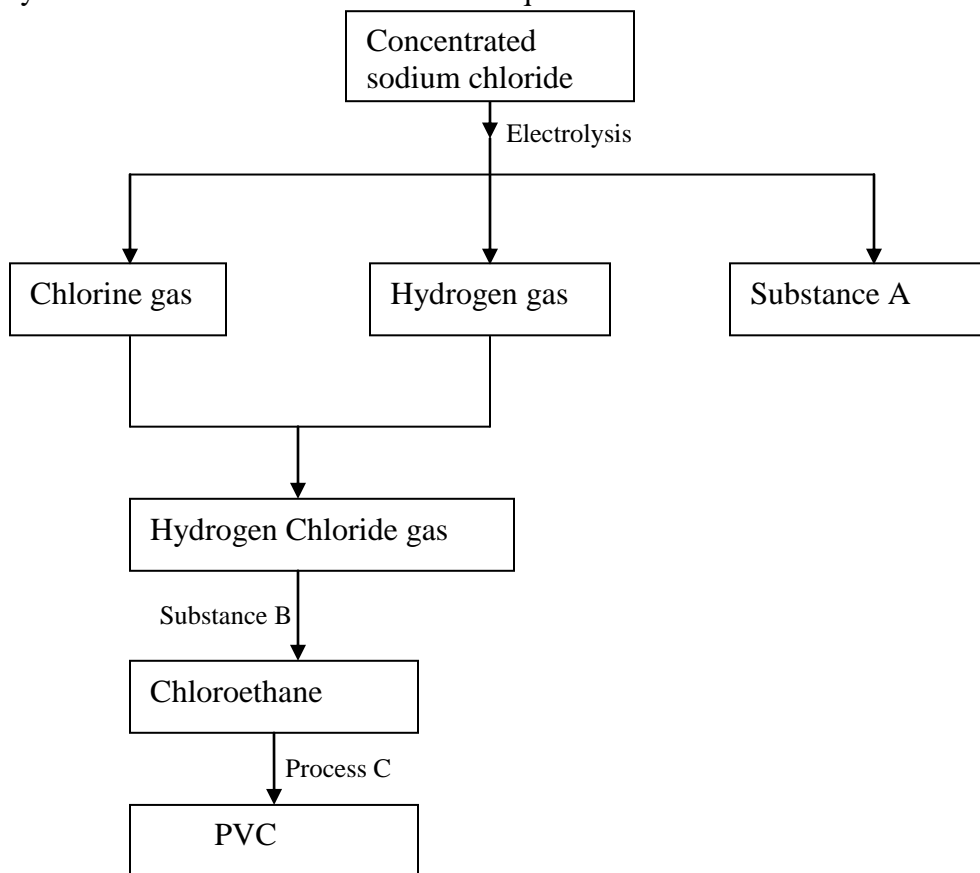 Concentrated
sodium chloride
Electrolysis
Chlorine gas
Hydrogen gas
Substance A
Hydrogen Chloride gas
Substance B
Chloroethane
Process C
PVC